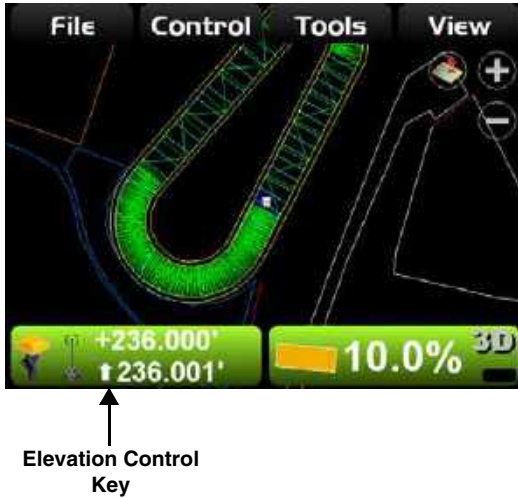 File Control Tools View
+236.000'
⬆236.001'
10.0%
3D
Elevation Control
Key